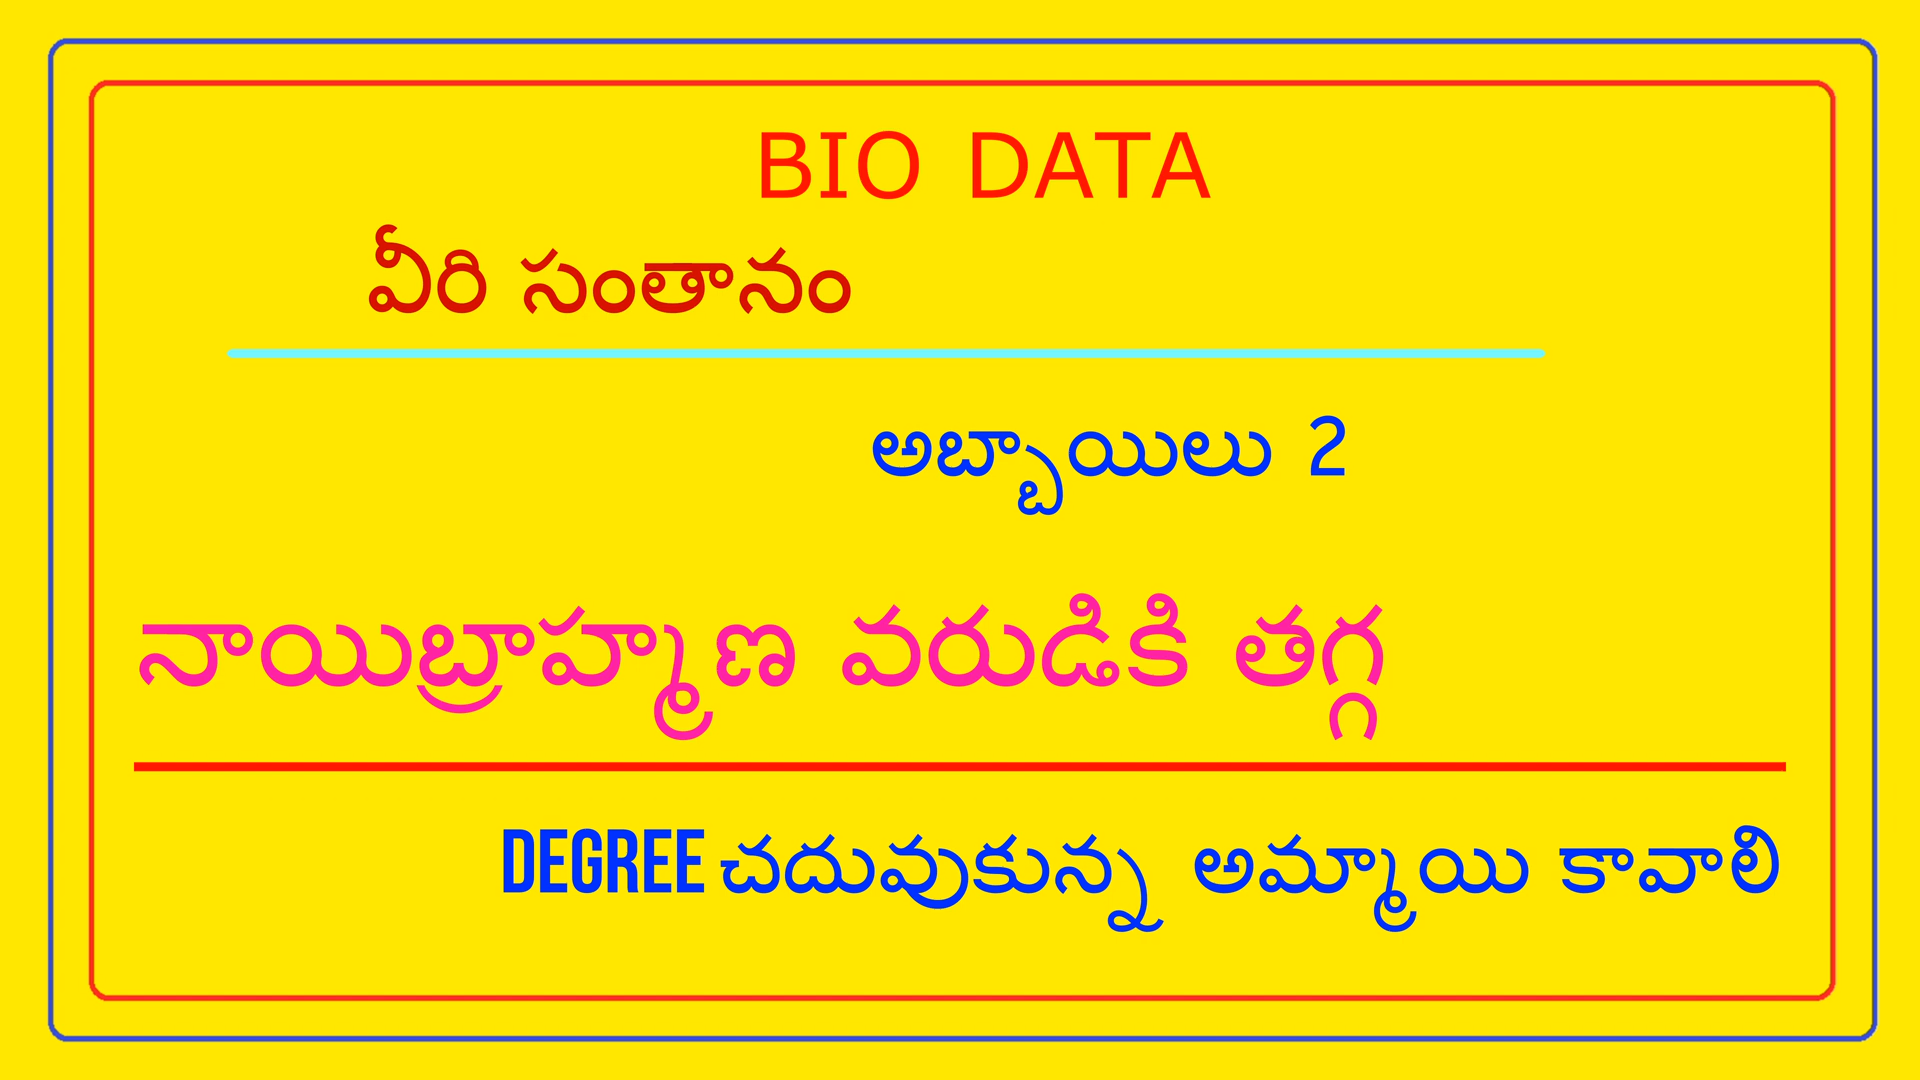 BIO DATA
వీరి సంతానం
అబ్బాయిలు 2
నాయిబ్రాహ్మణ వరుడికి తగ్గ
DEGREE చదువుకున్న అమ్మాయి కావాలి